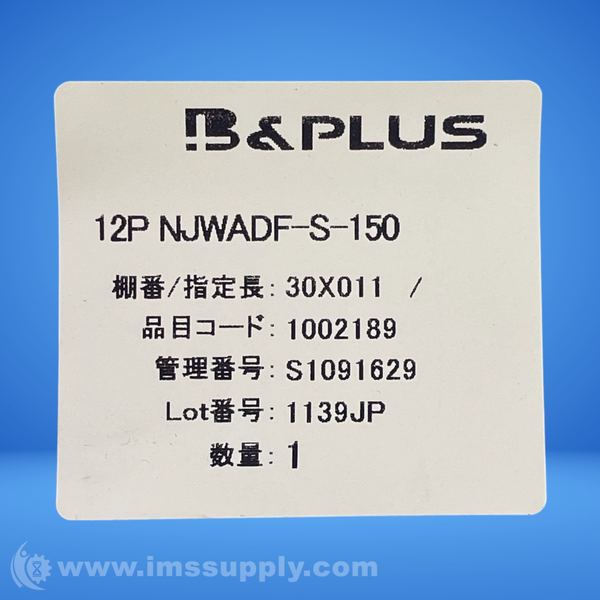 B&PLUS
12P NJWADF-S-150
棚番/指定長: 30X011 /
品目コード: 1002189
管理番号: S1091629
Lot番号: 1139JP
数量: 1
www.imssupply.com